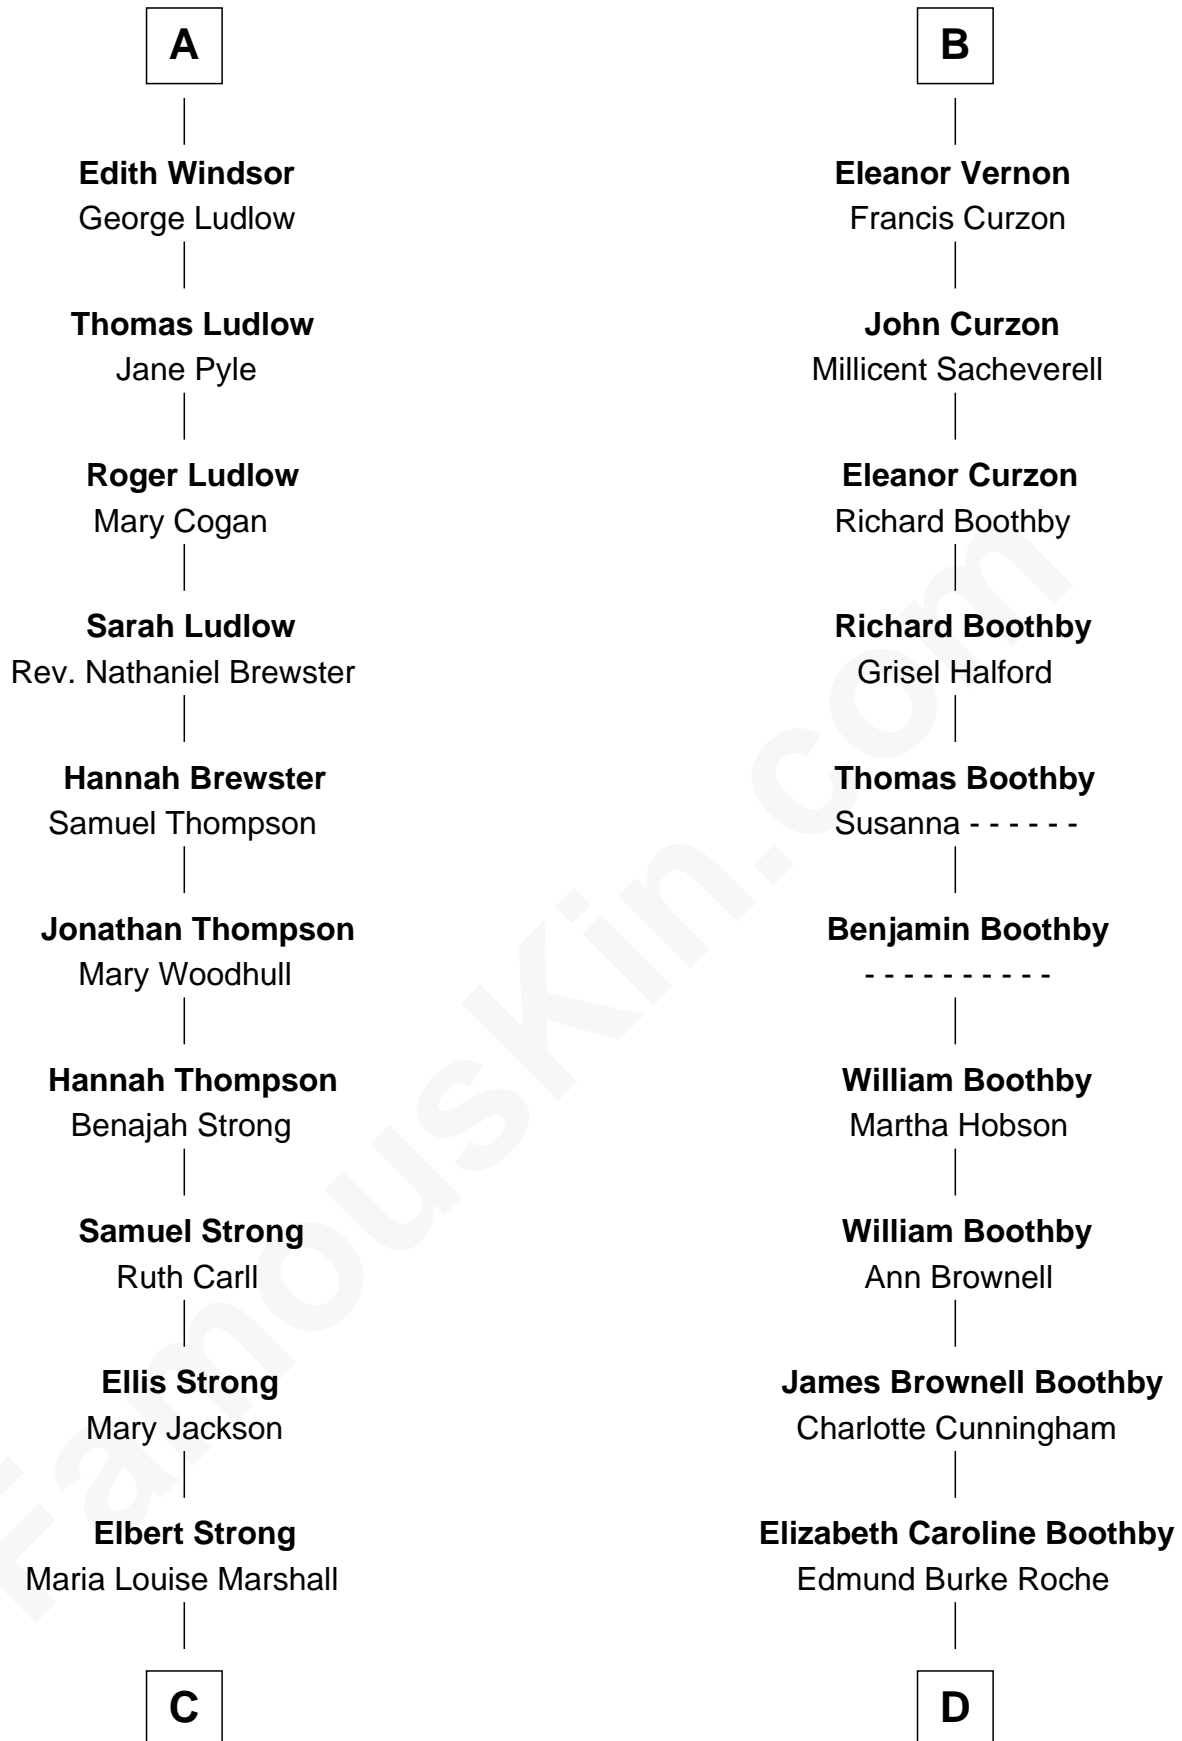 A
Edith Windsor
George Ludlow
Thomas Ludlow
Jane Pyle
Roger Ludlow
Mary Cogan
Sarah Ludlow
Rev. Nathaniel Brewster
Hannah Brewster
Samuel Thompson
Jonathan Thompson
Mary Woodhull
Hannah Thompson
Benajah Strong
Samuel Strong
Ruth Carll
Ellis Strong
Mary Jackson
Elbert Strong
Maria Louise Marshall
C
B
Eleanor Vernon
Francis Curzon
John Curzon
Millicent Sacheverell
Eleanor Curzon
Richard Boothby
Richard Boothby
Grisel Halford
Thomas Boothby
Susanna - - - - - -
Benjamin Boothby
- - - - - - - - - -
William Boothby
Martha Hobson
William Boothby
Ann Brownell
James Brownell Boothby
Charlotte Cunningham
Elizabeth Caroline Boothby
Edmund Burke Roche
D
FamousKin.com